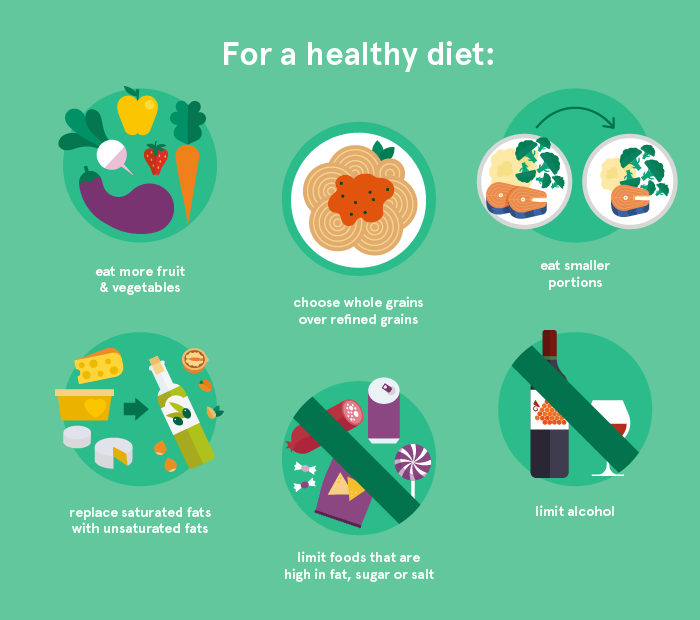 For a healthy diet:
eat more fruit
& vegetables
choose whole grains
over refined grains
eat smaller
portions
replace saturated fats
with unsaturated fats
limit foods that are
high in fat, sugar or salt
limit alcohol